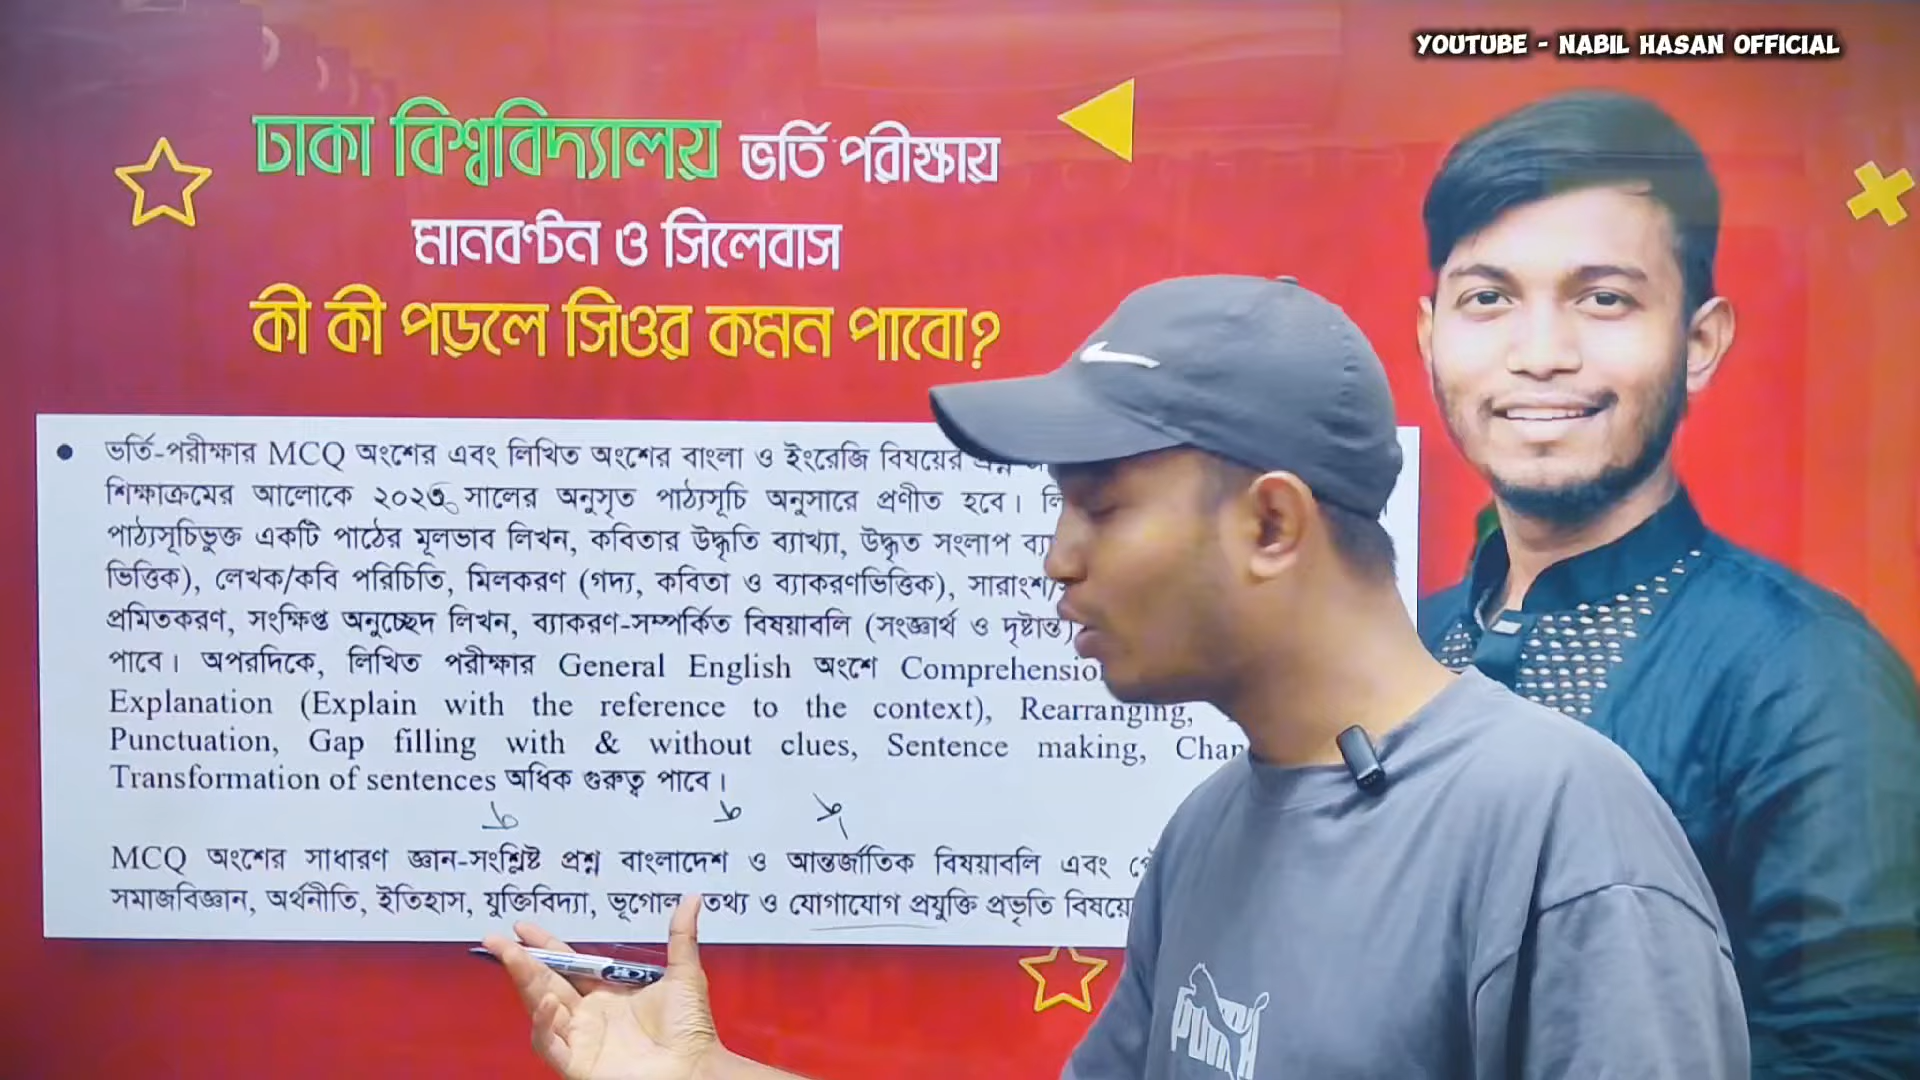 YOUTUBE - NABIL HASAN OFFICIAL
ঢাকা বিশ্ববিদ্যালয় ভর্তি পরীক্ষায়
মানবণ্টন ও সিলেবাস
কী কী পড়লে সিওর কমন পাবো?
• ভর্তি-পরীক্ষার MCQ অংশের এবং লিখিত অংশের বাংলা ও ইংরেজি বিষয়ের
শিক্ষাক্রমের আলোকে সালের অনুসৃত পাঠ্যসূচি অনুসারে প্রণীত হবে।
পাঠ্যসূচিভুক্ত একটি পাঠের মূলভাব লিখন, কবিতার উদ্ধৃতি ব্যাখ্যা, উদ্ধৃত সংলাপ
ভিত্তিক), লেখক/কবি পরিচিতি, মিলকরণ (গদ্য, কবিতা ও ব্যাকরণভিত্তিক), সারাংশ/
প্রমিতকরণ, সংক্ষিপ্ত অনুচ্ছেদ লিখন, ব্যাকরণ-সম্পর্কিত বিষয়াবলি (সংজ্ঞার্থ ও দৃষ্টান্ত)
পাবে। অপরদিকে, লিখিত পরীক্ষার General English অংশে
Explanation (Explain with the reference to the context), Rearranging,
Punctuation, Gap filling with & without clues, Sentence making,
Transformation of sentences অধিক গুরুত্ব পাবে।
MCQ অংশের সাধারণ জ্ঞান-সংশ্লিষ্ট প্রশ্ন বাংলাদেশ ও আন্তর্জাতিক বিষয়াবলি এবং
সমাজবিজ্ঞান, অর্থনীতি, ইতিহাস, যুক্তিবিদ্যা, ভূগোল, তথ্য ও যোগাযোগ প্রযুক্তি প্রভৃতি
PUMA